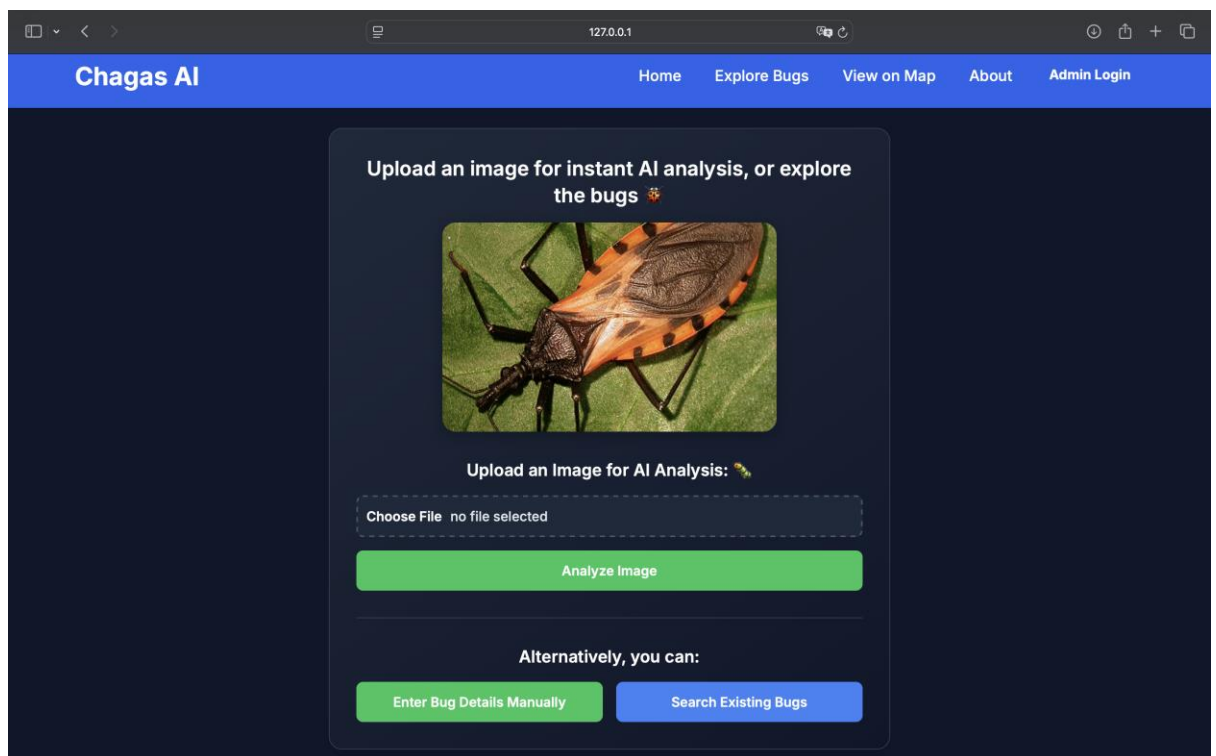 127.0.0.1
Chagas AI
Home Explore Bugs View on Map About Admin Login
Upload an image for instant AI analysis, or explore
the bugs 🪲
Upload an Image for AI Analysis: 🐛
Choose File no file selected
Analyze Image
Alternatively, you can:
Enter Bug Details Manually Search Existing Bugs